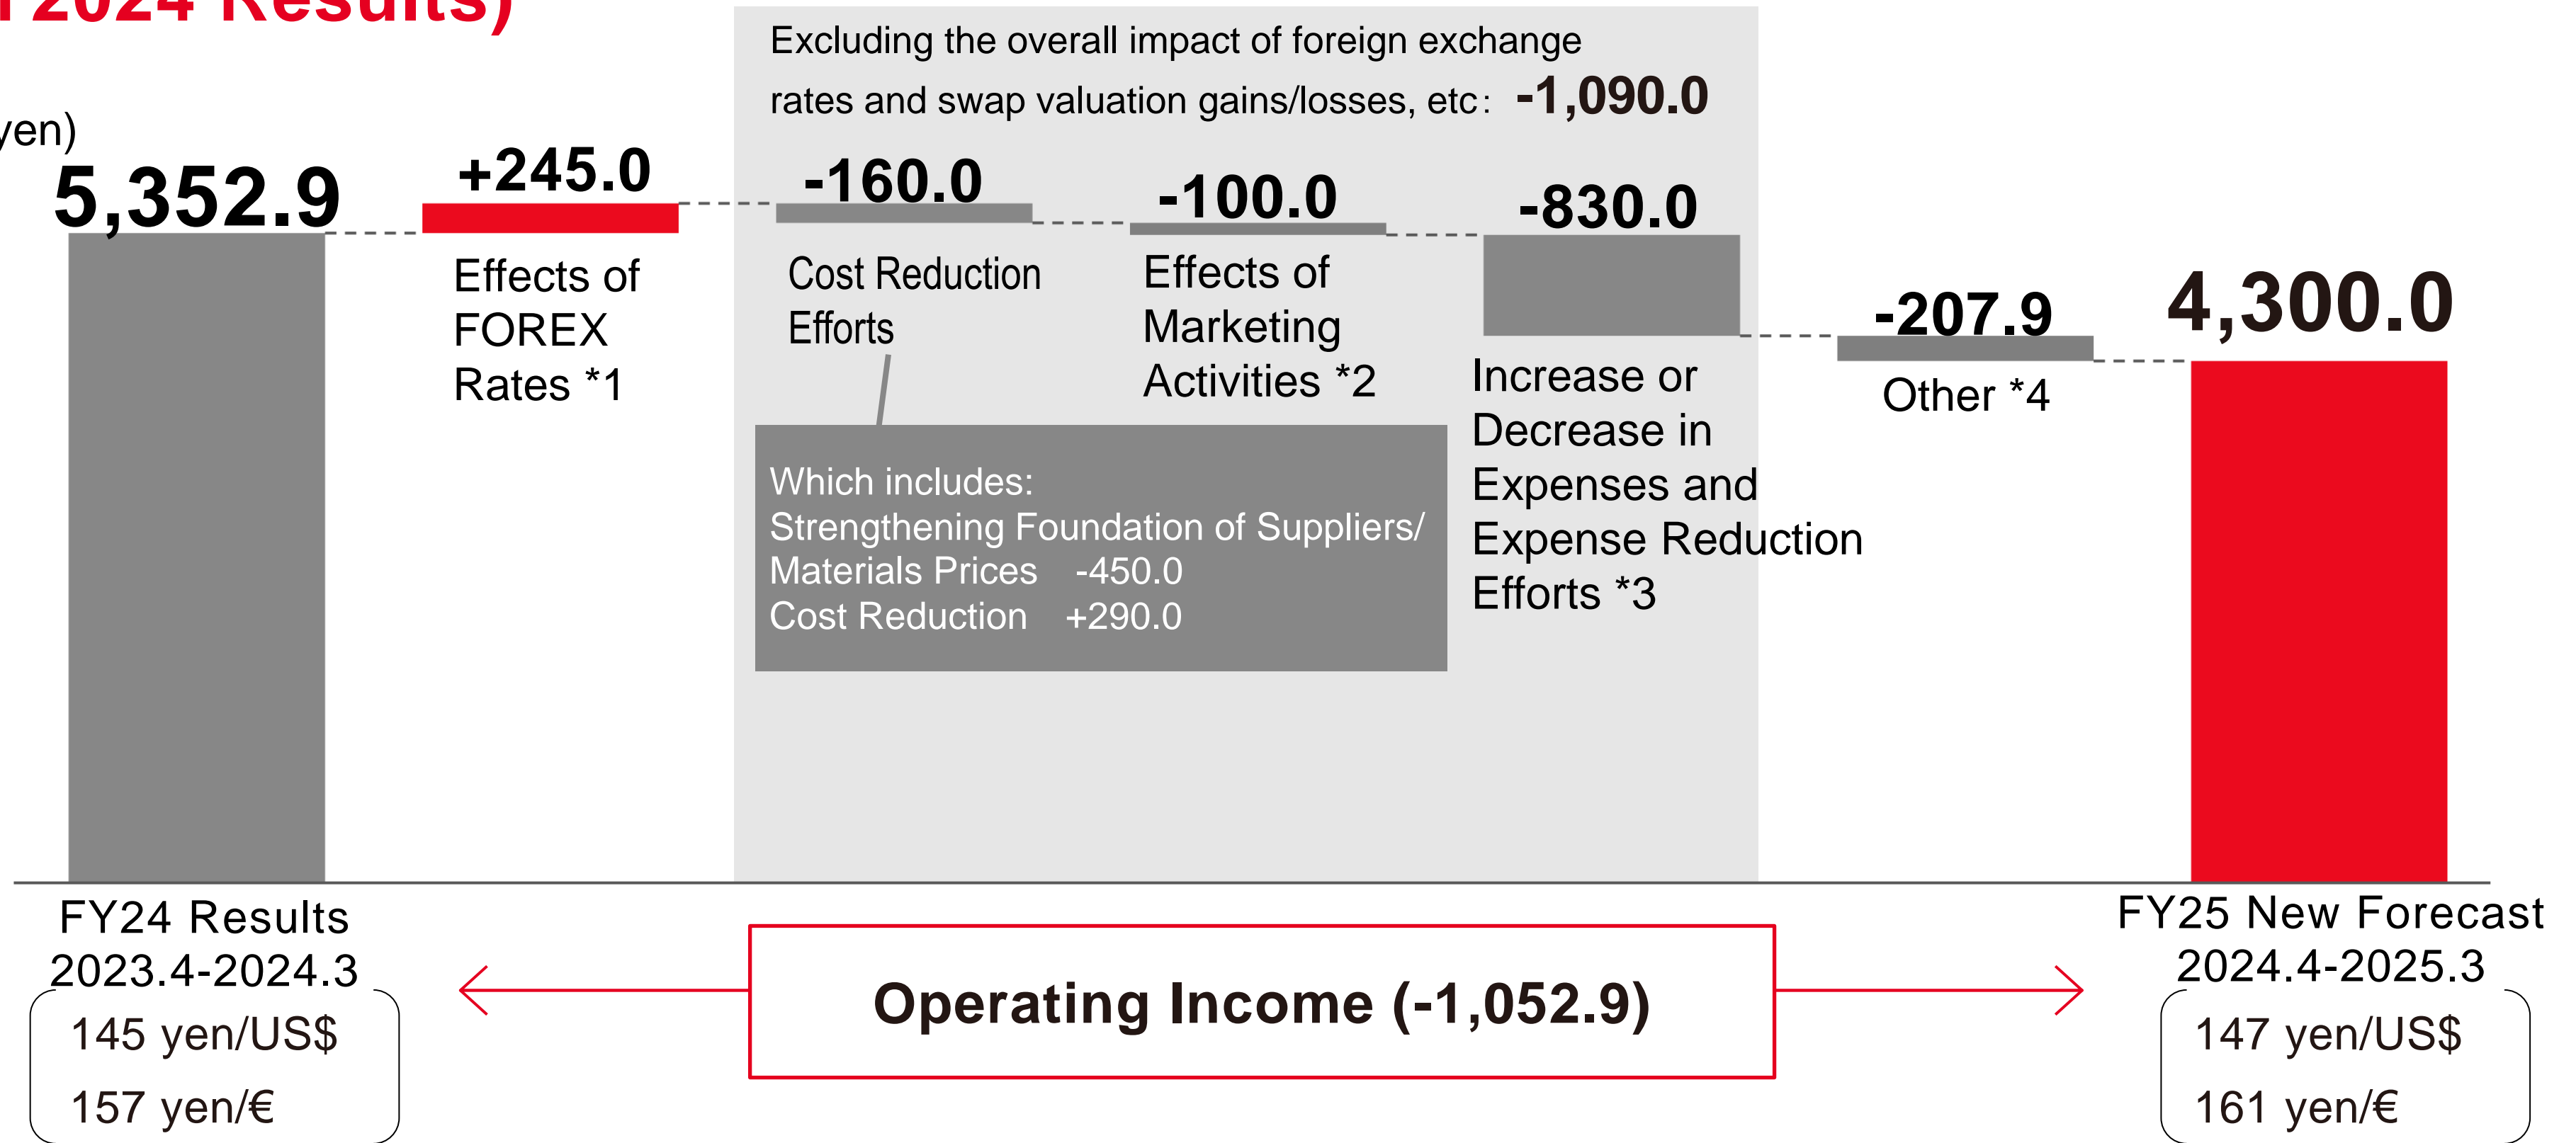 2024 Results)
yen)
Excluding the overall impact of foreign exchange
rates and swap valuation gains/losses, etc: -1,090.0
5,352.9
+245.0
Effects of
FOREX
Rates *1
-160.0
Cost Reduction
Efforts
Which includes:
Strengthening Foundation of Suppliers/
Materials Prices -450.0
Cost Reduction +290.0
-100.0
Effects of
Marketing
Activities *2
-830.0
Increase or
Decrease in
Expenses and
Expense Reduction
Efforts *3
-207.9
Other *4
4,300.0
FY24 Results
2023.4-2024.3
145 yen/US$
157 yen/€
Operating Income (-1,052.9)
FY25 New Forecast
2024.4-2025.3
147 yen/US$
161 yen/€